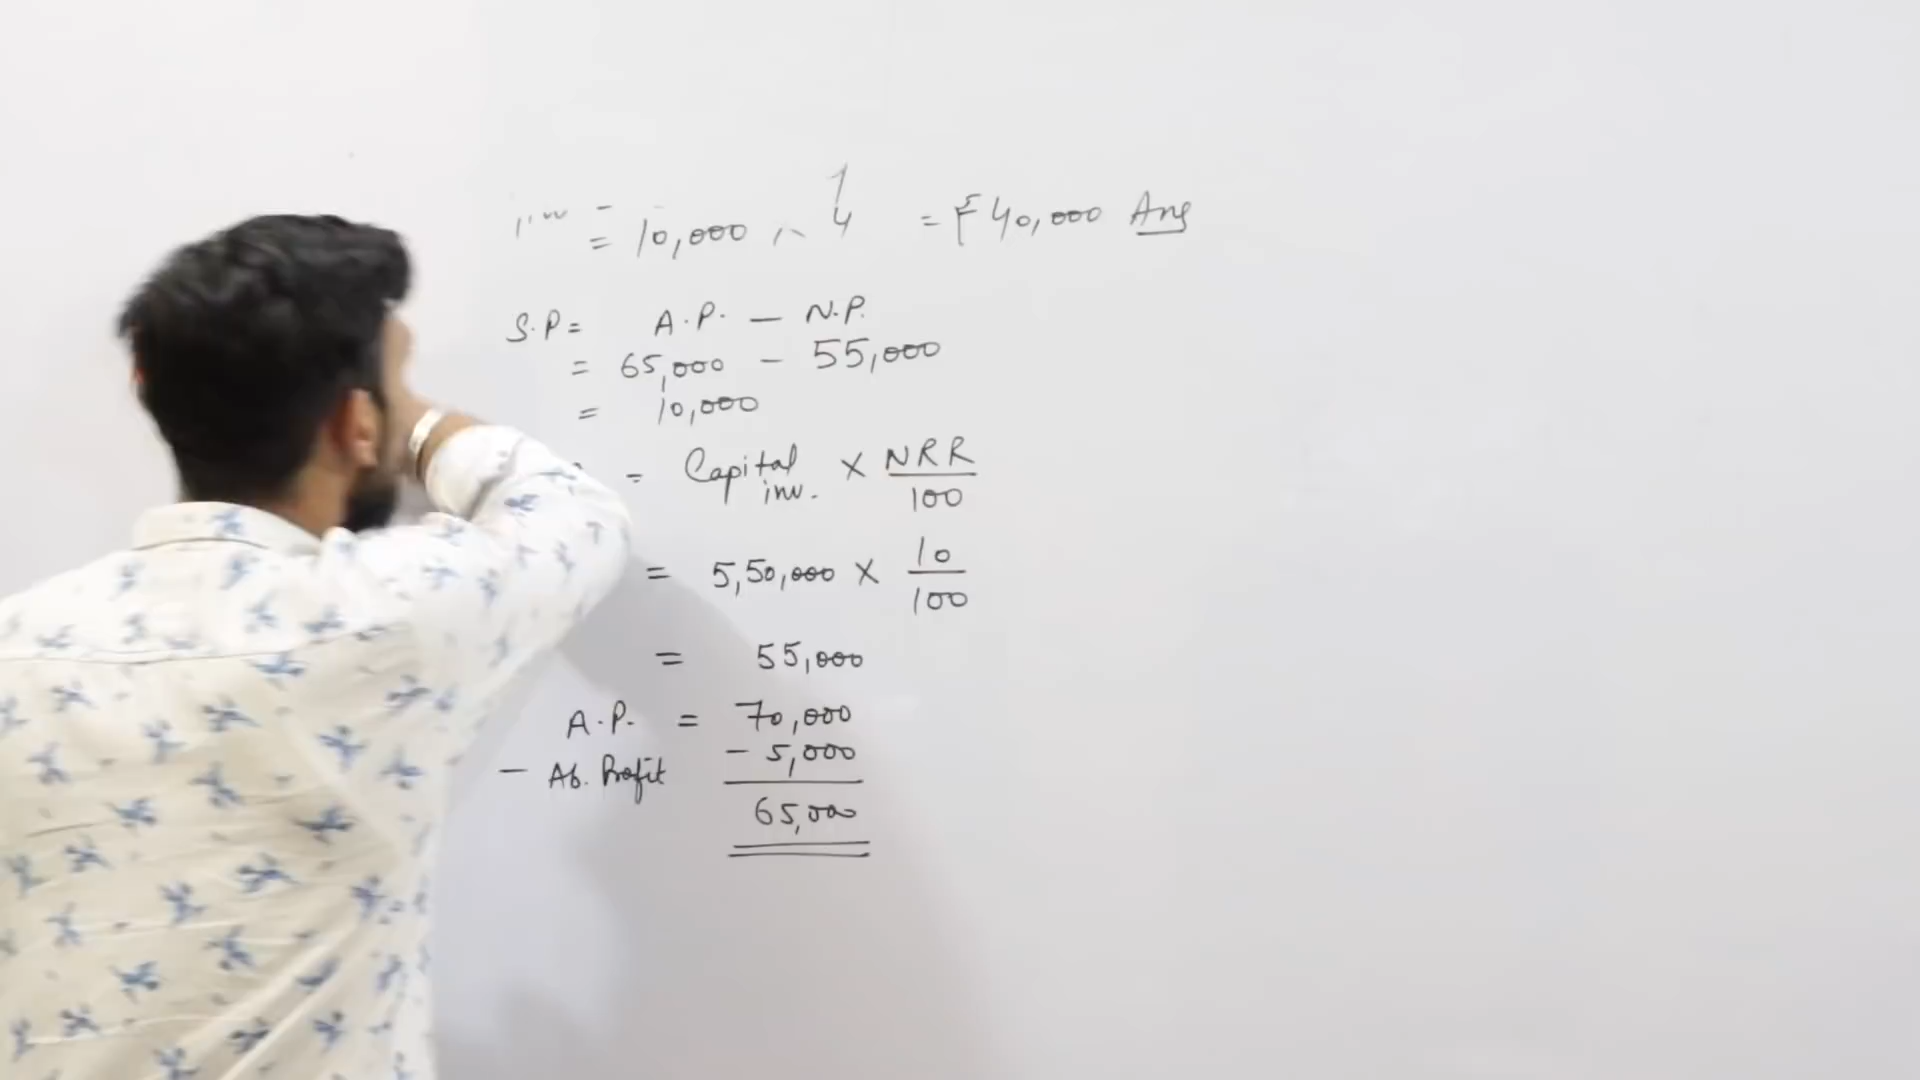 = 10,000 × 4 = ₹ 40,000 Ans
S.P = A.P. – N.P.
= 65,000 – 55,000
= 10,000
= Capital inv. × NRR/100
= 5,50,000 × 10/100
= 55,000
A.P. = 70,000
– Ab. Profit – 5,000
65,000